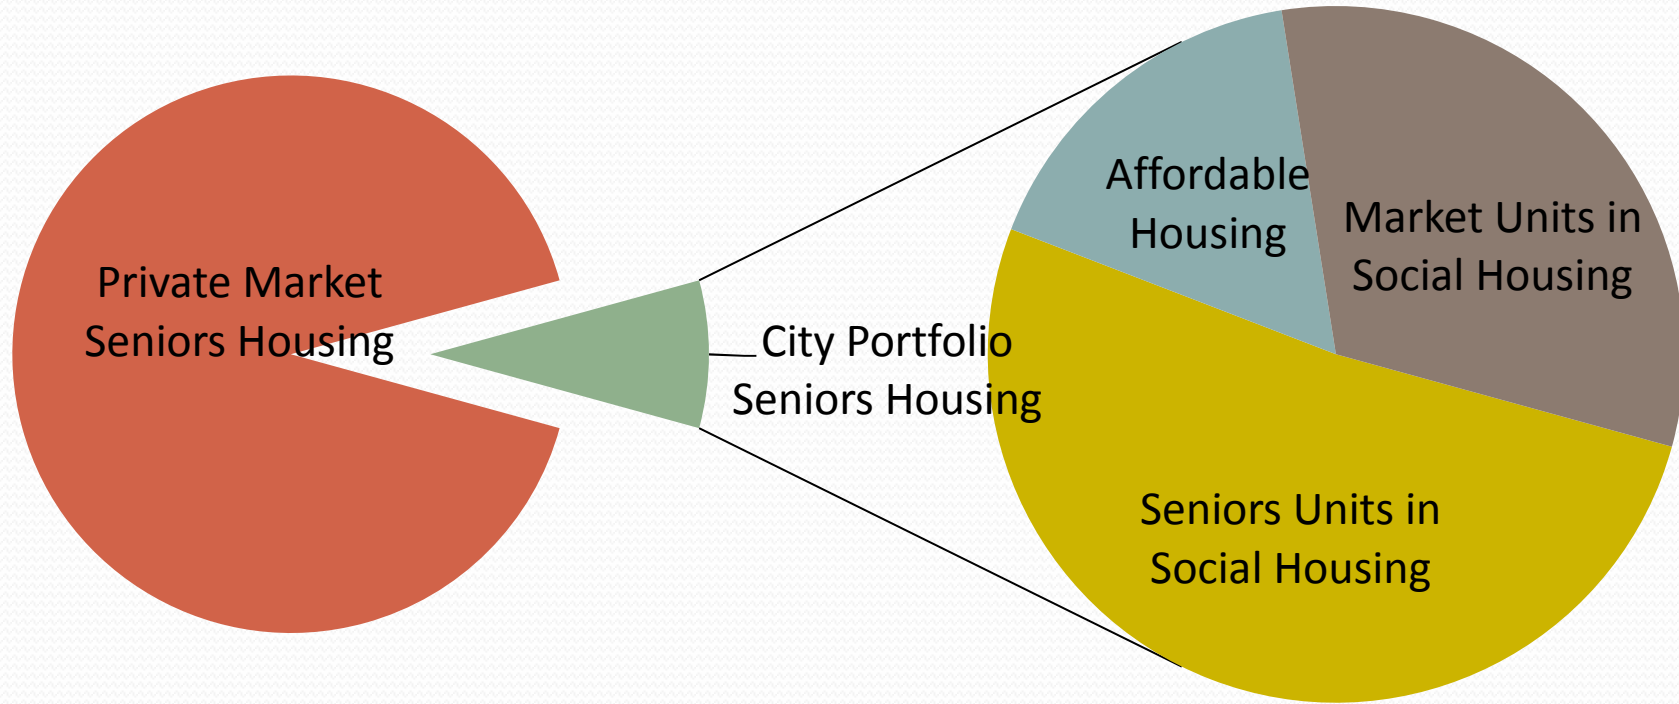 Private Market
Seniors Housing
City Portfolio
Seniors Housing
Affordable
Housing
Market Units in
Social Housing
Seniors Units in
Social Housing